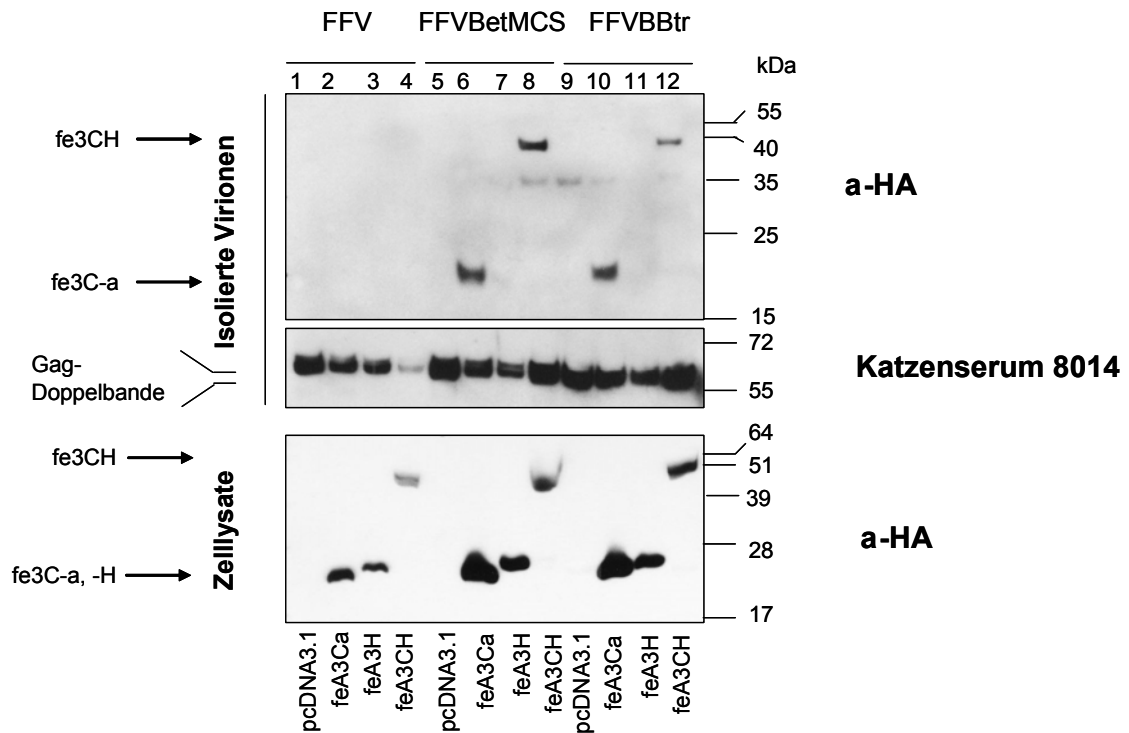 FFV FFVBetMCS FFVBBtr
kDa
1 2 3 4 5 6 7 8 9 10 11 12
55
fe3CH
40
35
a-HA
Isolierte Virionen
25
fe3C-a
15
72
Gag-
Doppelbande
Katzenserum 8014
55
64
fe3CH
51
39
Zelllysate
a-HA
28
fe3C-a, -H
17
pcDNA3.1
feA3Ca
feA3H
feA3CH
pcDNA3.1
feA3Ca
feA3H
feA3CH
pcDNA3.1
feA3Ca
feA3H
feA3CH